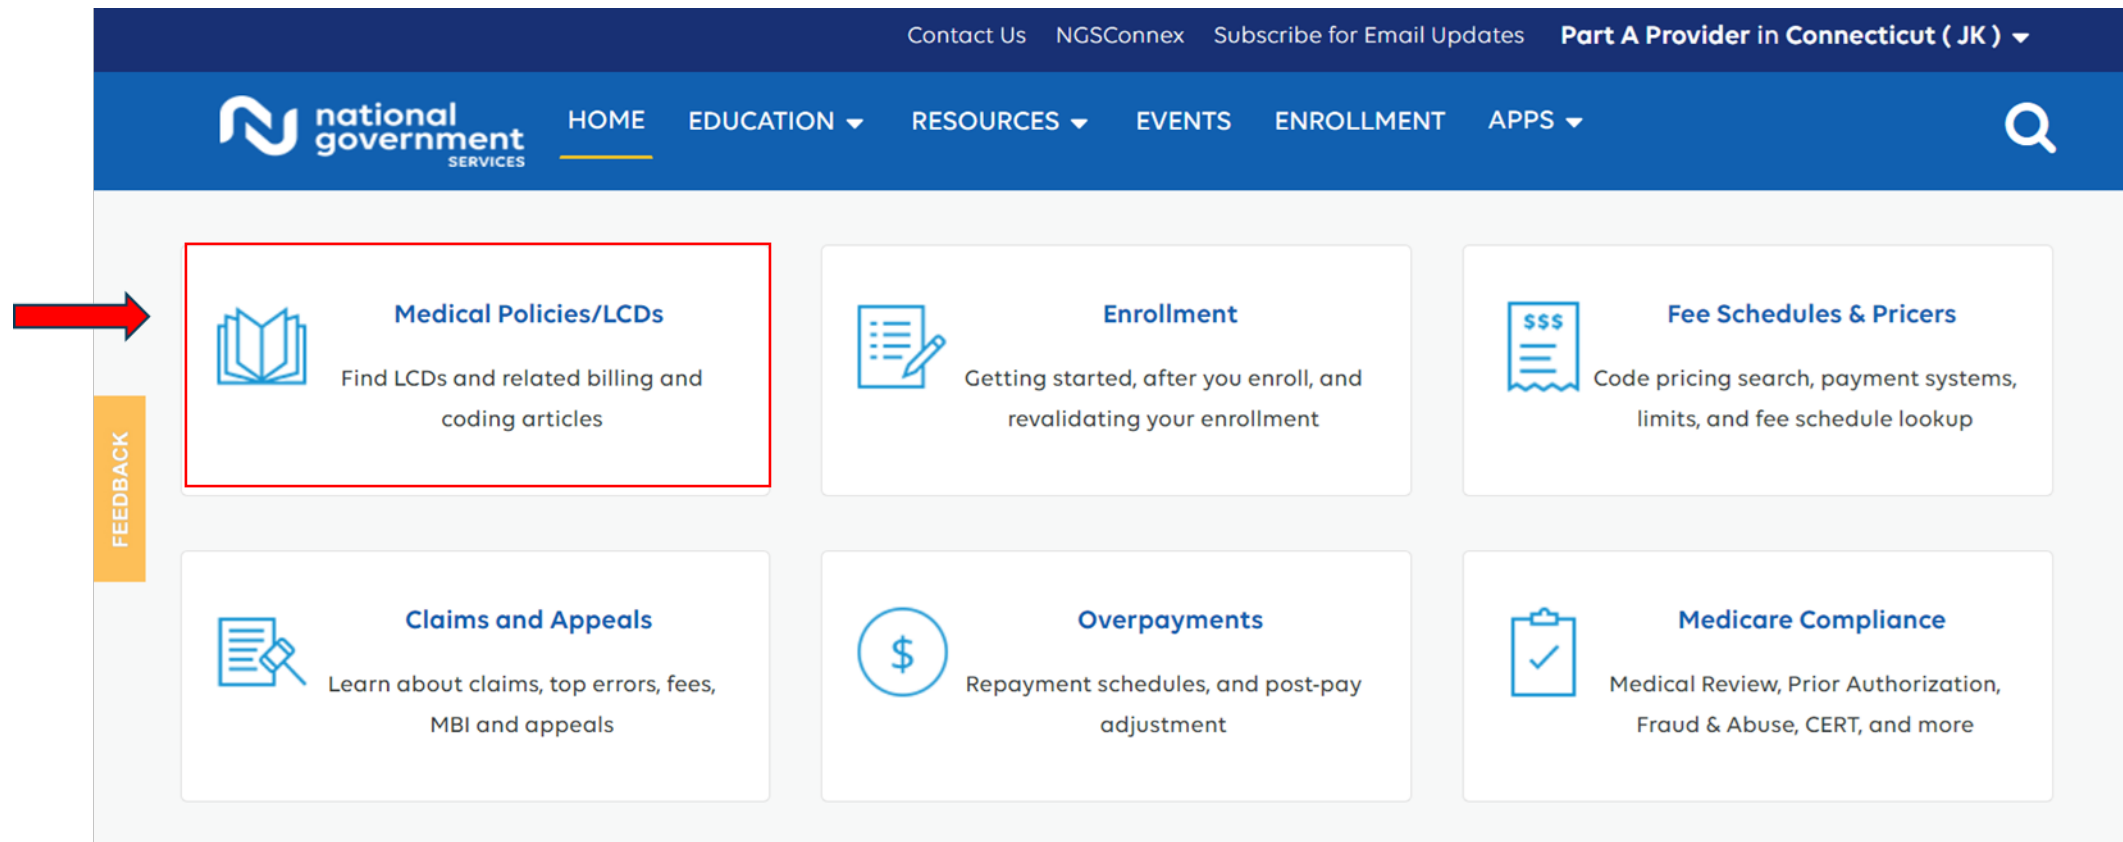 Contact Us NGSConnex Subscribe for Email Updates Part A Provider in Connecticut ( JK )
national
government
SERVICES
HOME EDUCATION RESOURCES EVENTS ENROLLMENT APPS
Medical Policies/LCDs
Find LCDs and related billing and
coding articles
Enrollment
Getting started, after you enroll, and
revalidating your enrollment
$$$
Fee Schedules & Pricers
Code pricing search, payment systems,
limits, and fee schedule lookup
FEEDBACK
Claims and Appeals
Learn about claims, top errors, fees,
MBI and appeals
$
Overpayments
Repayment schedules, and post-pay
adjustment
Medicare Compliance
Medical Review, Prior Authorization,
Fraud & Abuse, CERT, and more